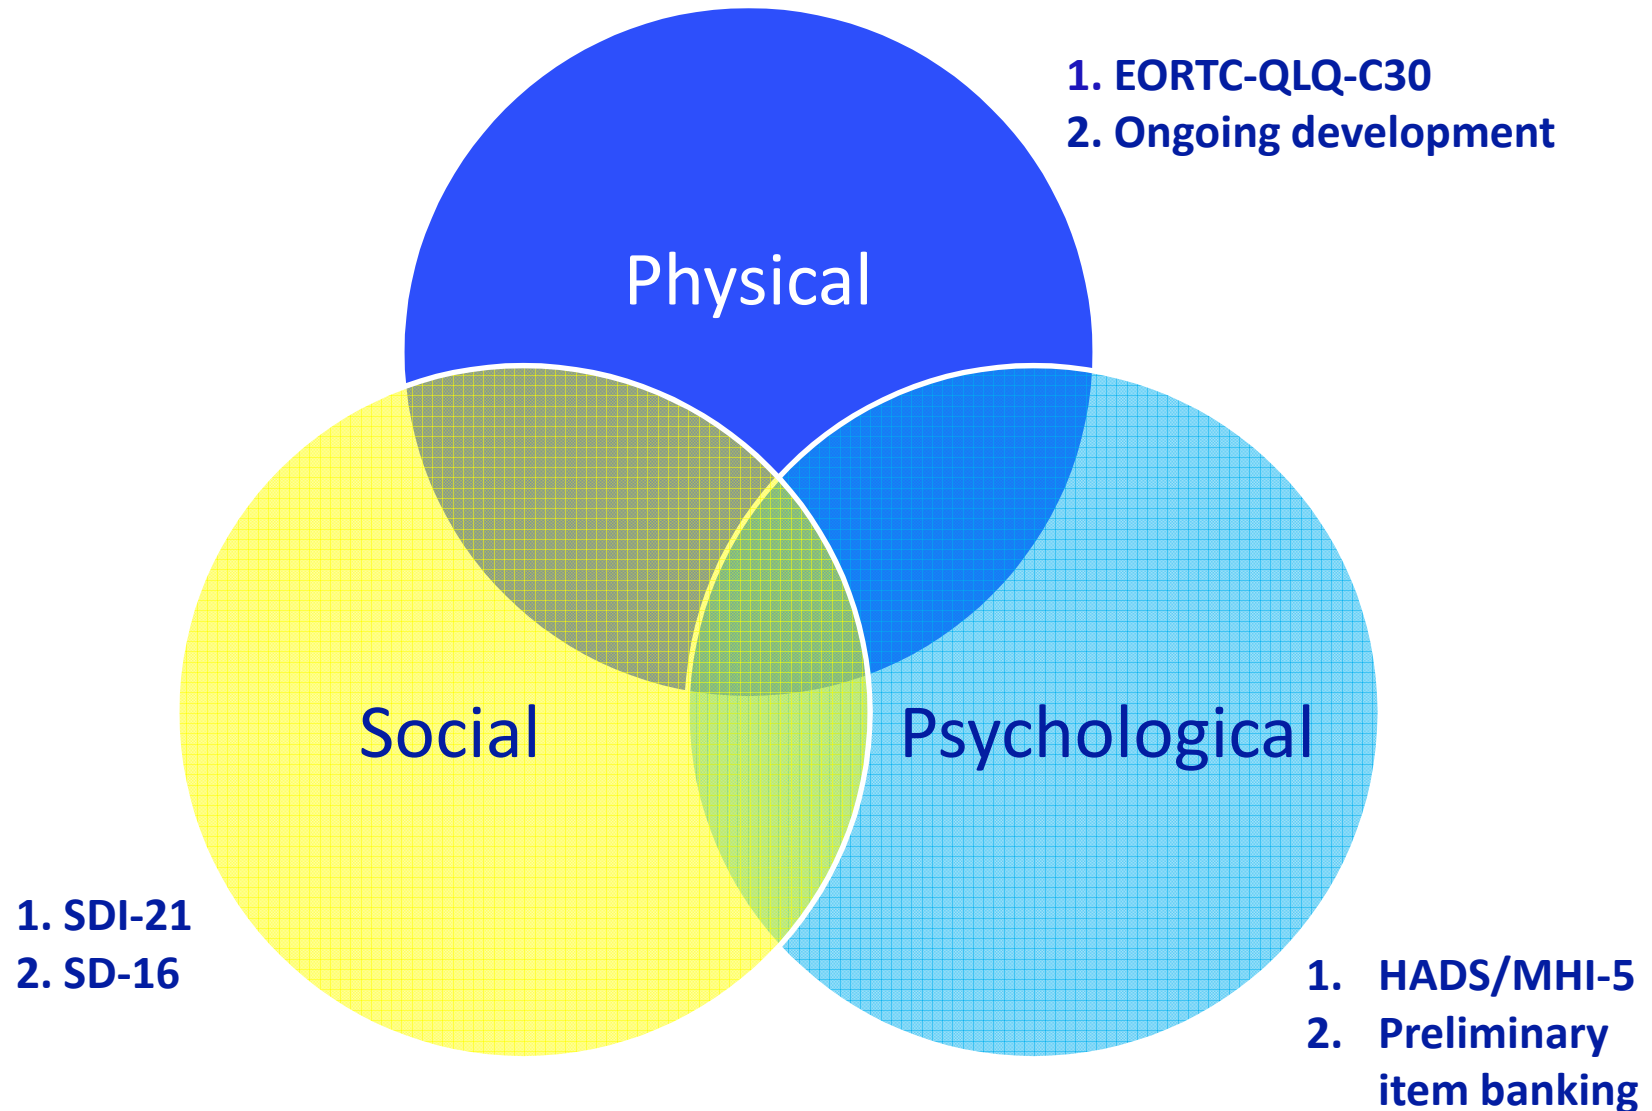 1. EORTC-QLQ-C30
2. Ongoing development
Physical
Social
Psychological
1. SDI-21
2. SD-16
1. HADS/MHI-5
2. Preliminary
item banking